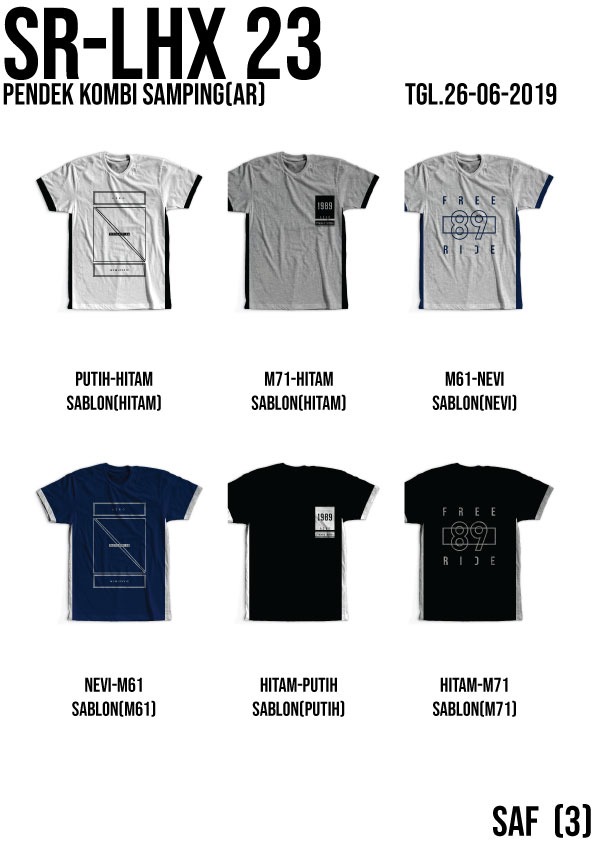 SR-LHX 23
PENDEK KOMBI SAMPING(AR)
TGL.26-06-2019
1989
FREE
89
RIDE
PUTIH-HITAM
SABLON(HITAM)
M71-HITAM
SABLON(HITAM)
M61-NEVI
SABLON(NEVI)
1989
FREE
89
RIDE
NEVI-M61
SABLON(M61)
HITAM-PUTIH
SABLON(PUTIH)
HITAM-M71
SABLON(M71)
SAF (3)